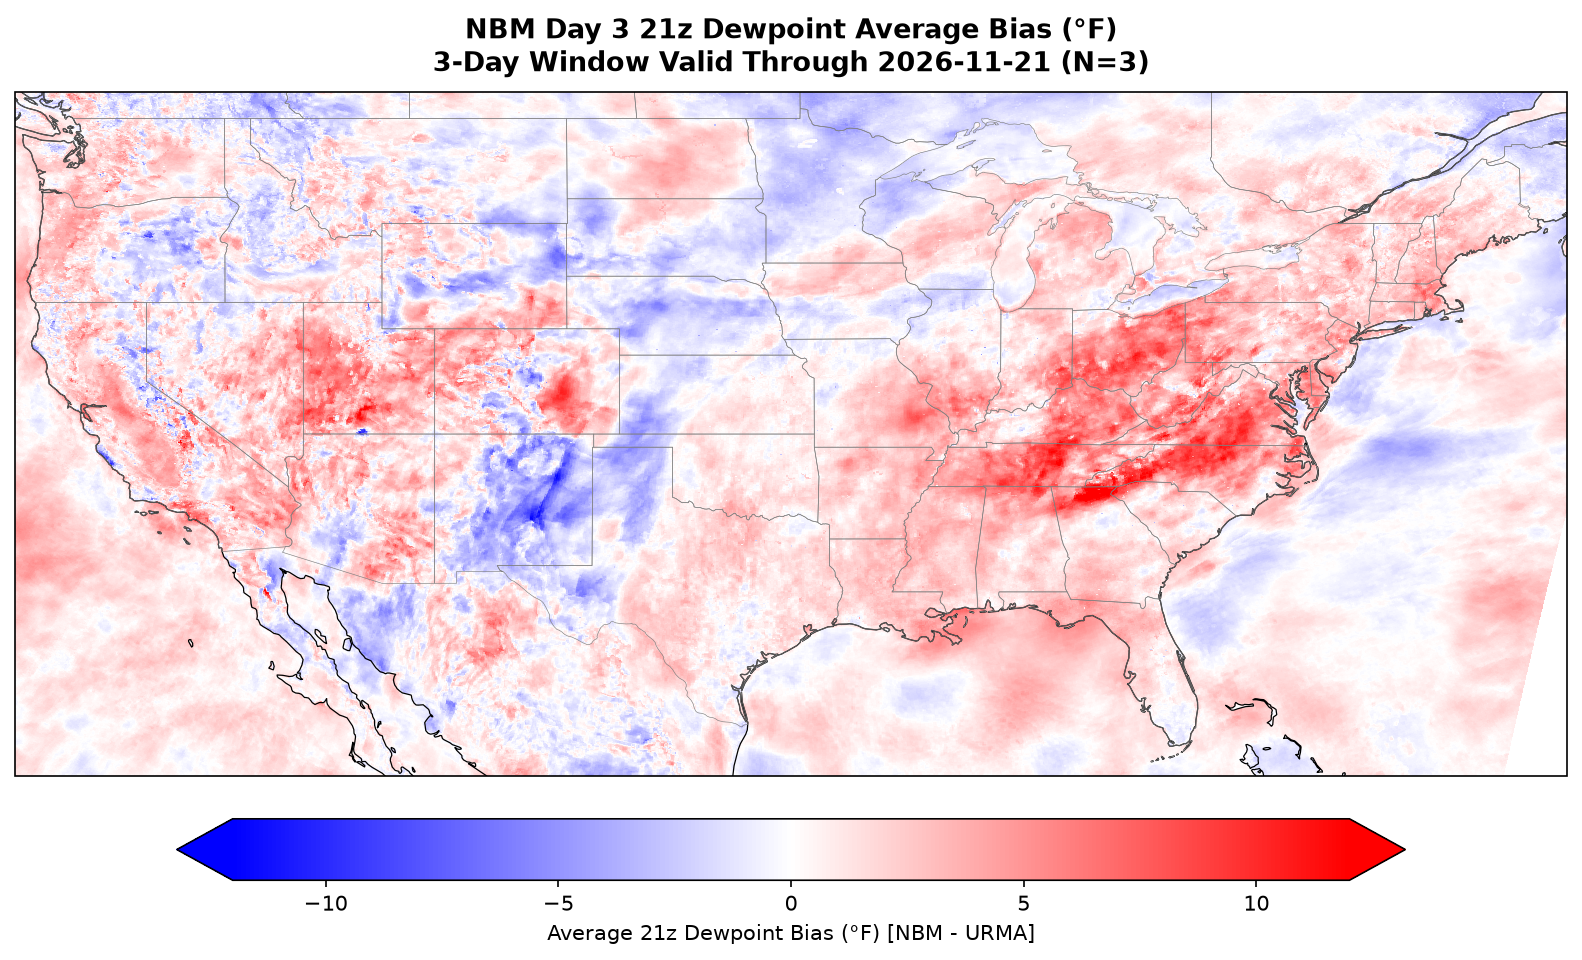 NBM Day 3 21z Dewpoint Average Bias (°F)
3-Day Window Valid Through 2026-11-21 (N=3)
−10 −5 0 5 10
Average 21z Dewpoint Bias (°F) [NBM - URMA]